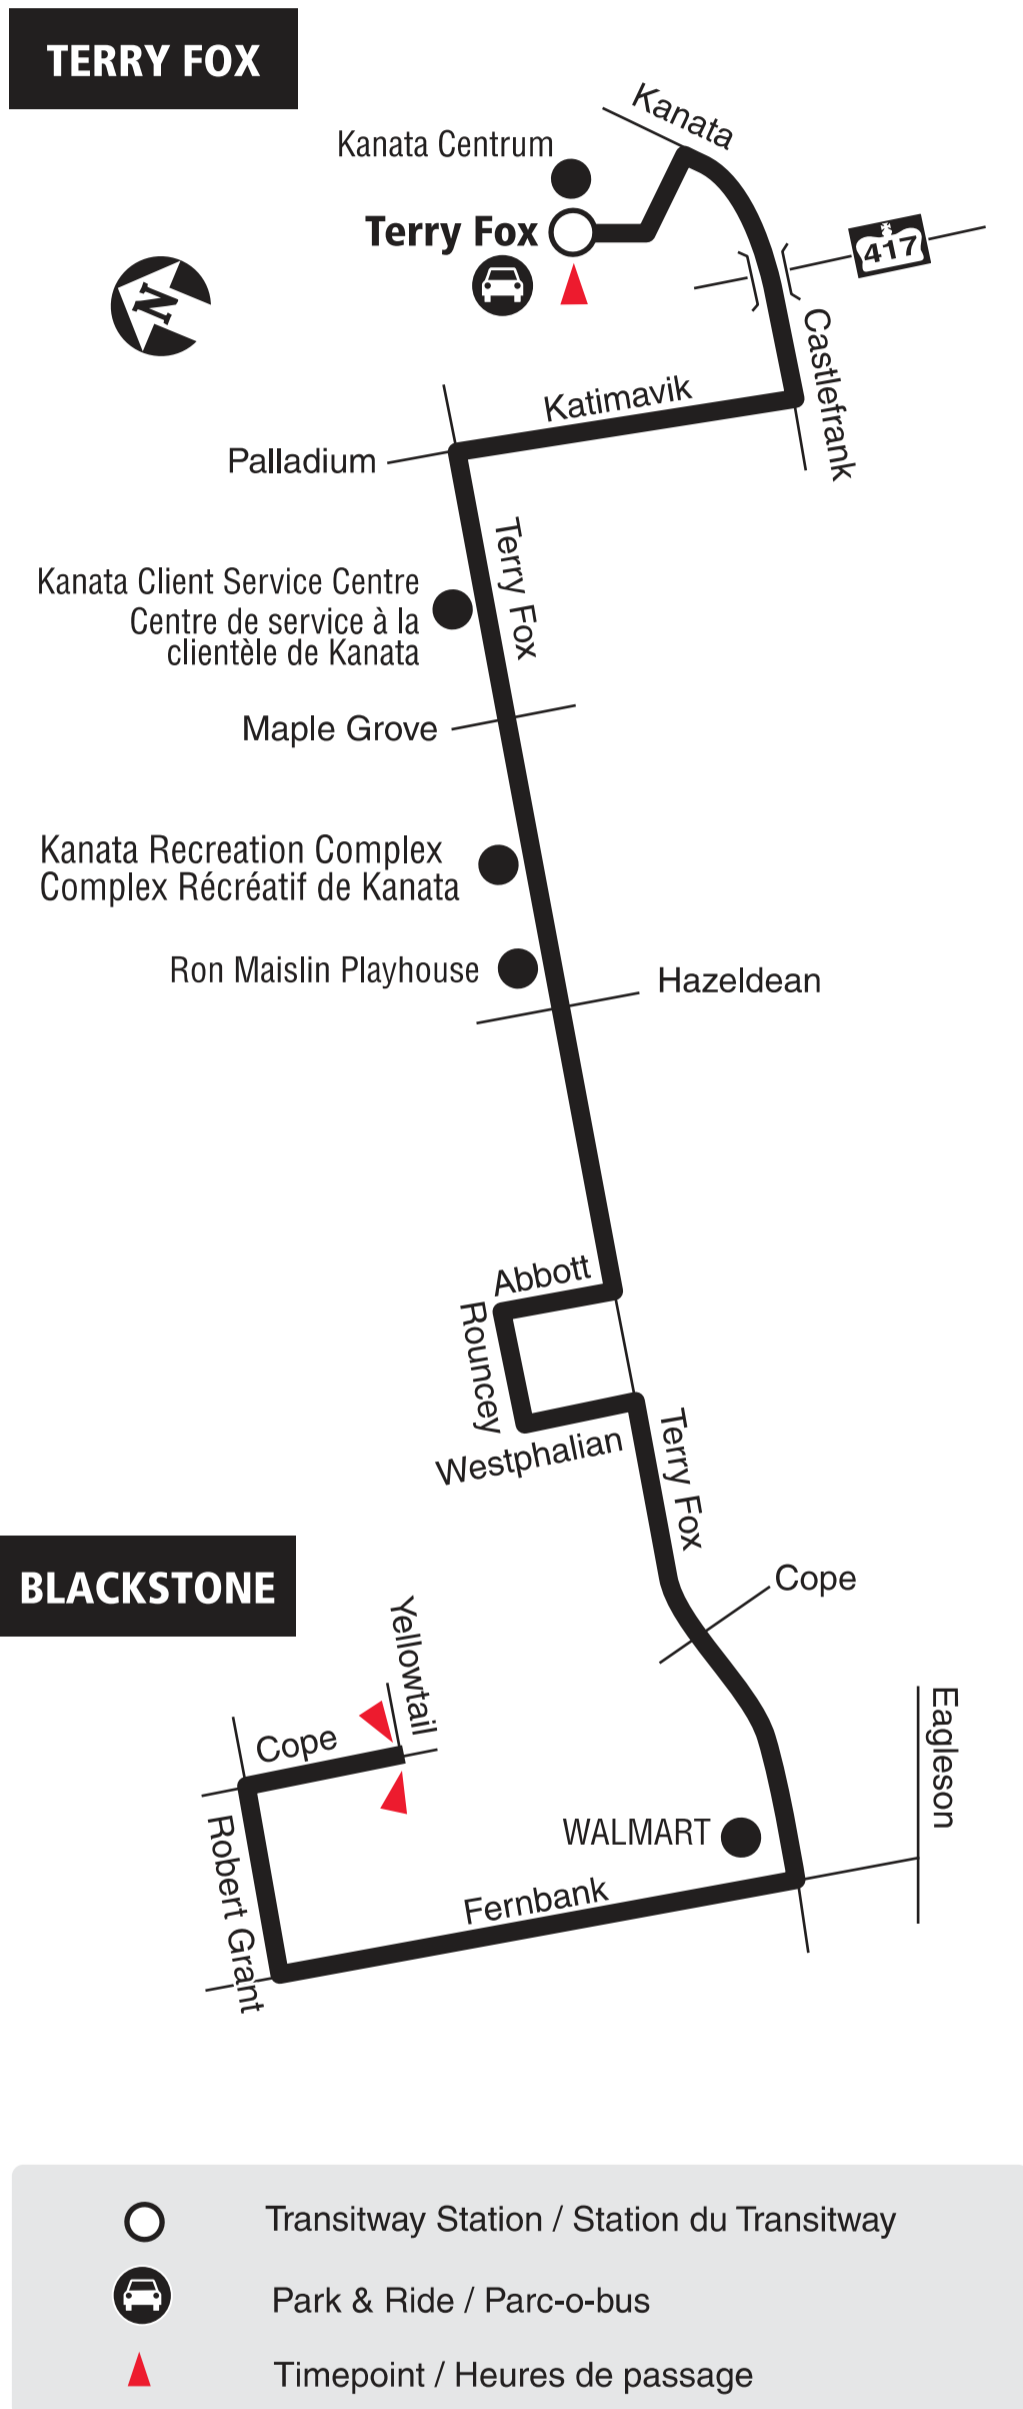 TERRY FOX
Kanata
Kanata Centrum
Terry Fox
417
N
Castlefrank
Katimavik
Palladium
Terry Fox
Kanata Client Service Centre
Centre de service à la
clientèle de Kanata
Maple Grove
Kanata Recreation Complex
Complex Récréatif de Kanata
Ron Maislin Playhouse
Hazeldean
Abbott
Rouncey
Westphalian
Terry Fox
BLACKSTONE
Cope
Yellowtail
Eagleson
Cope
WALMART
Robert Grant
Fernbank
Transitway Station / Station du Transitway
Park & Ride / Parc-o-bus
Timepoint / Heures de passage